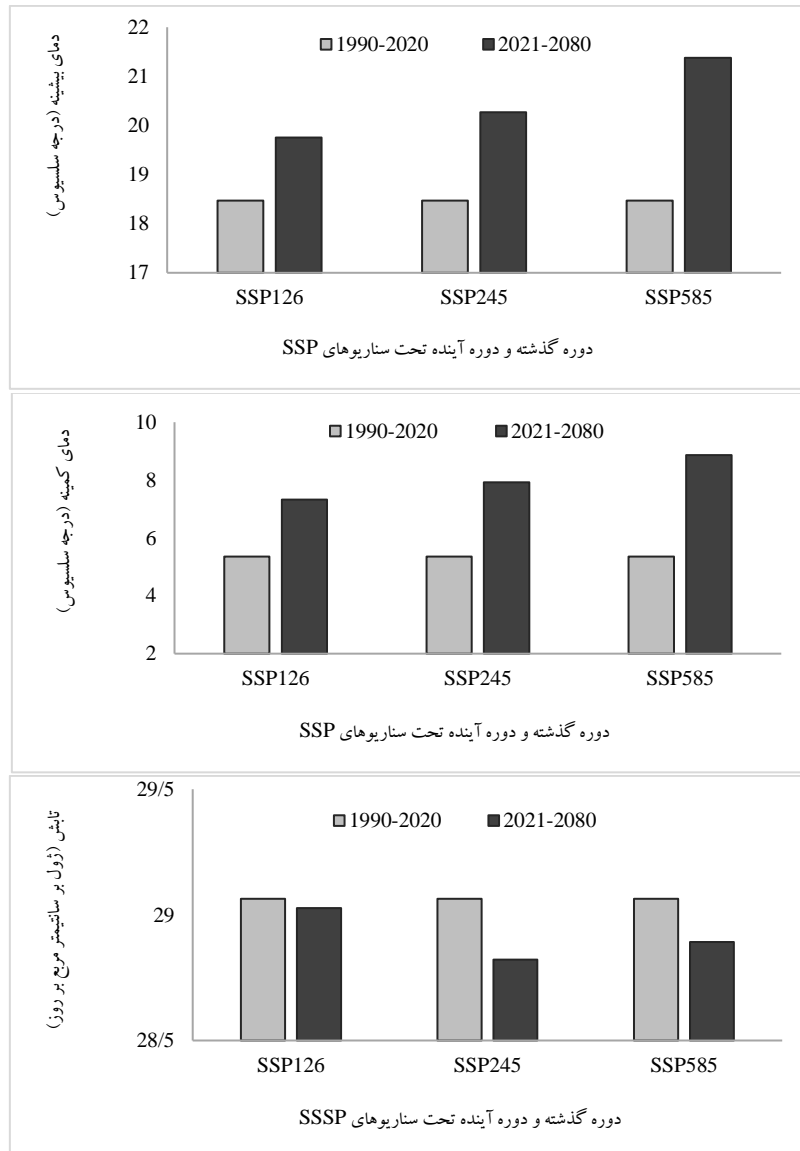 دمای بیشینه (درجه سلسیوس)
22
21
20
19
18
17
1990-2020
2021-2080
SSP126
SSP245
SSP585
دوره گذشته و دوره آینده تحت سناریوهای SSP
دمای کمینه (درجه سلسیوس)
10
8
6
4
2
1990-2020
2021-2080
SSP126
SSP245
SSP585
دوره گذشته و دوره آینده تحت سناریوهای SSP
تابش (ژول بر سانتیمتر مربع بر روز)
29/5
29
28/5
1990-2020
2021-2080
SSP126
SSP245
SSP585
دوره گذشته و دوره آینده تحت سناریوهای SSSP